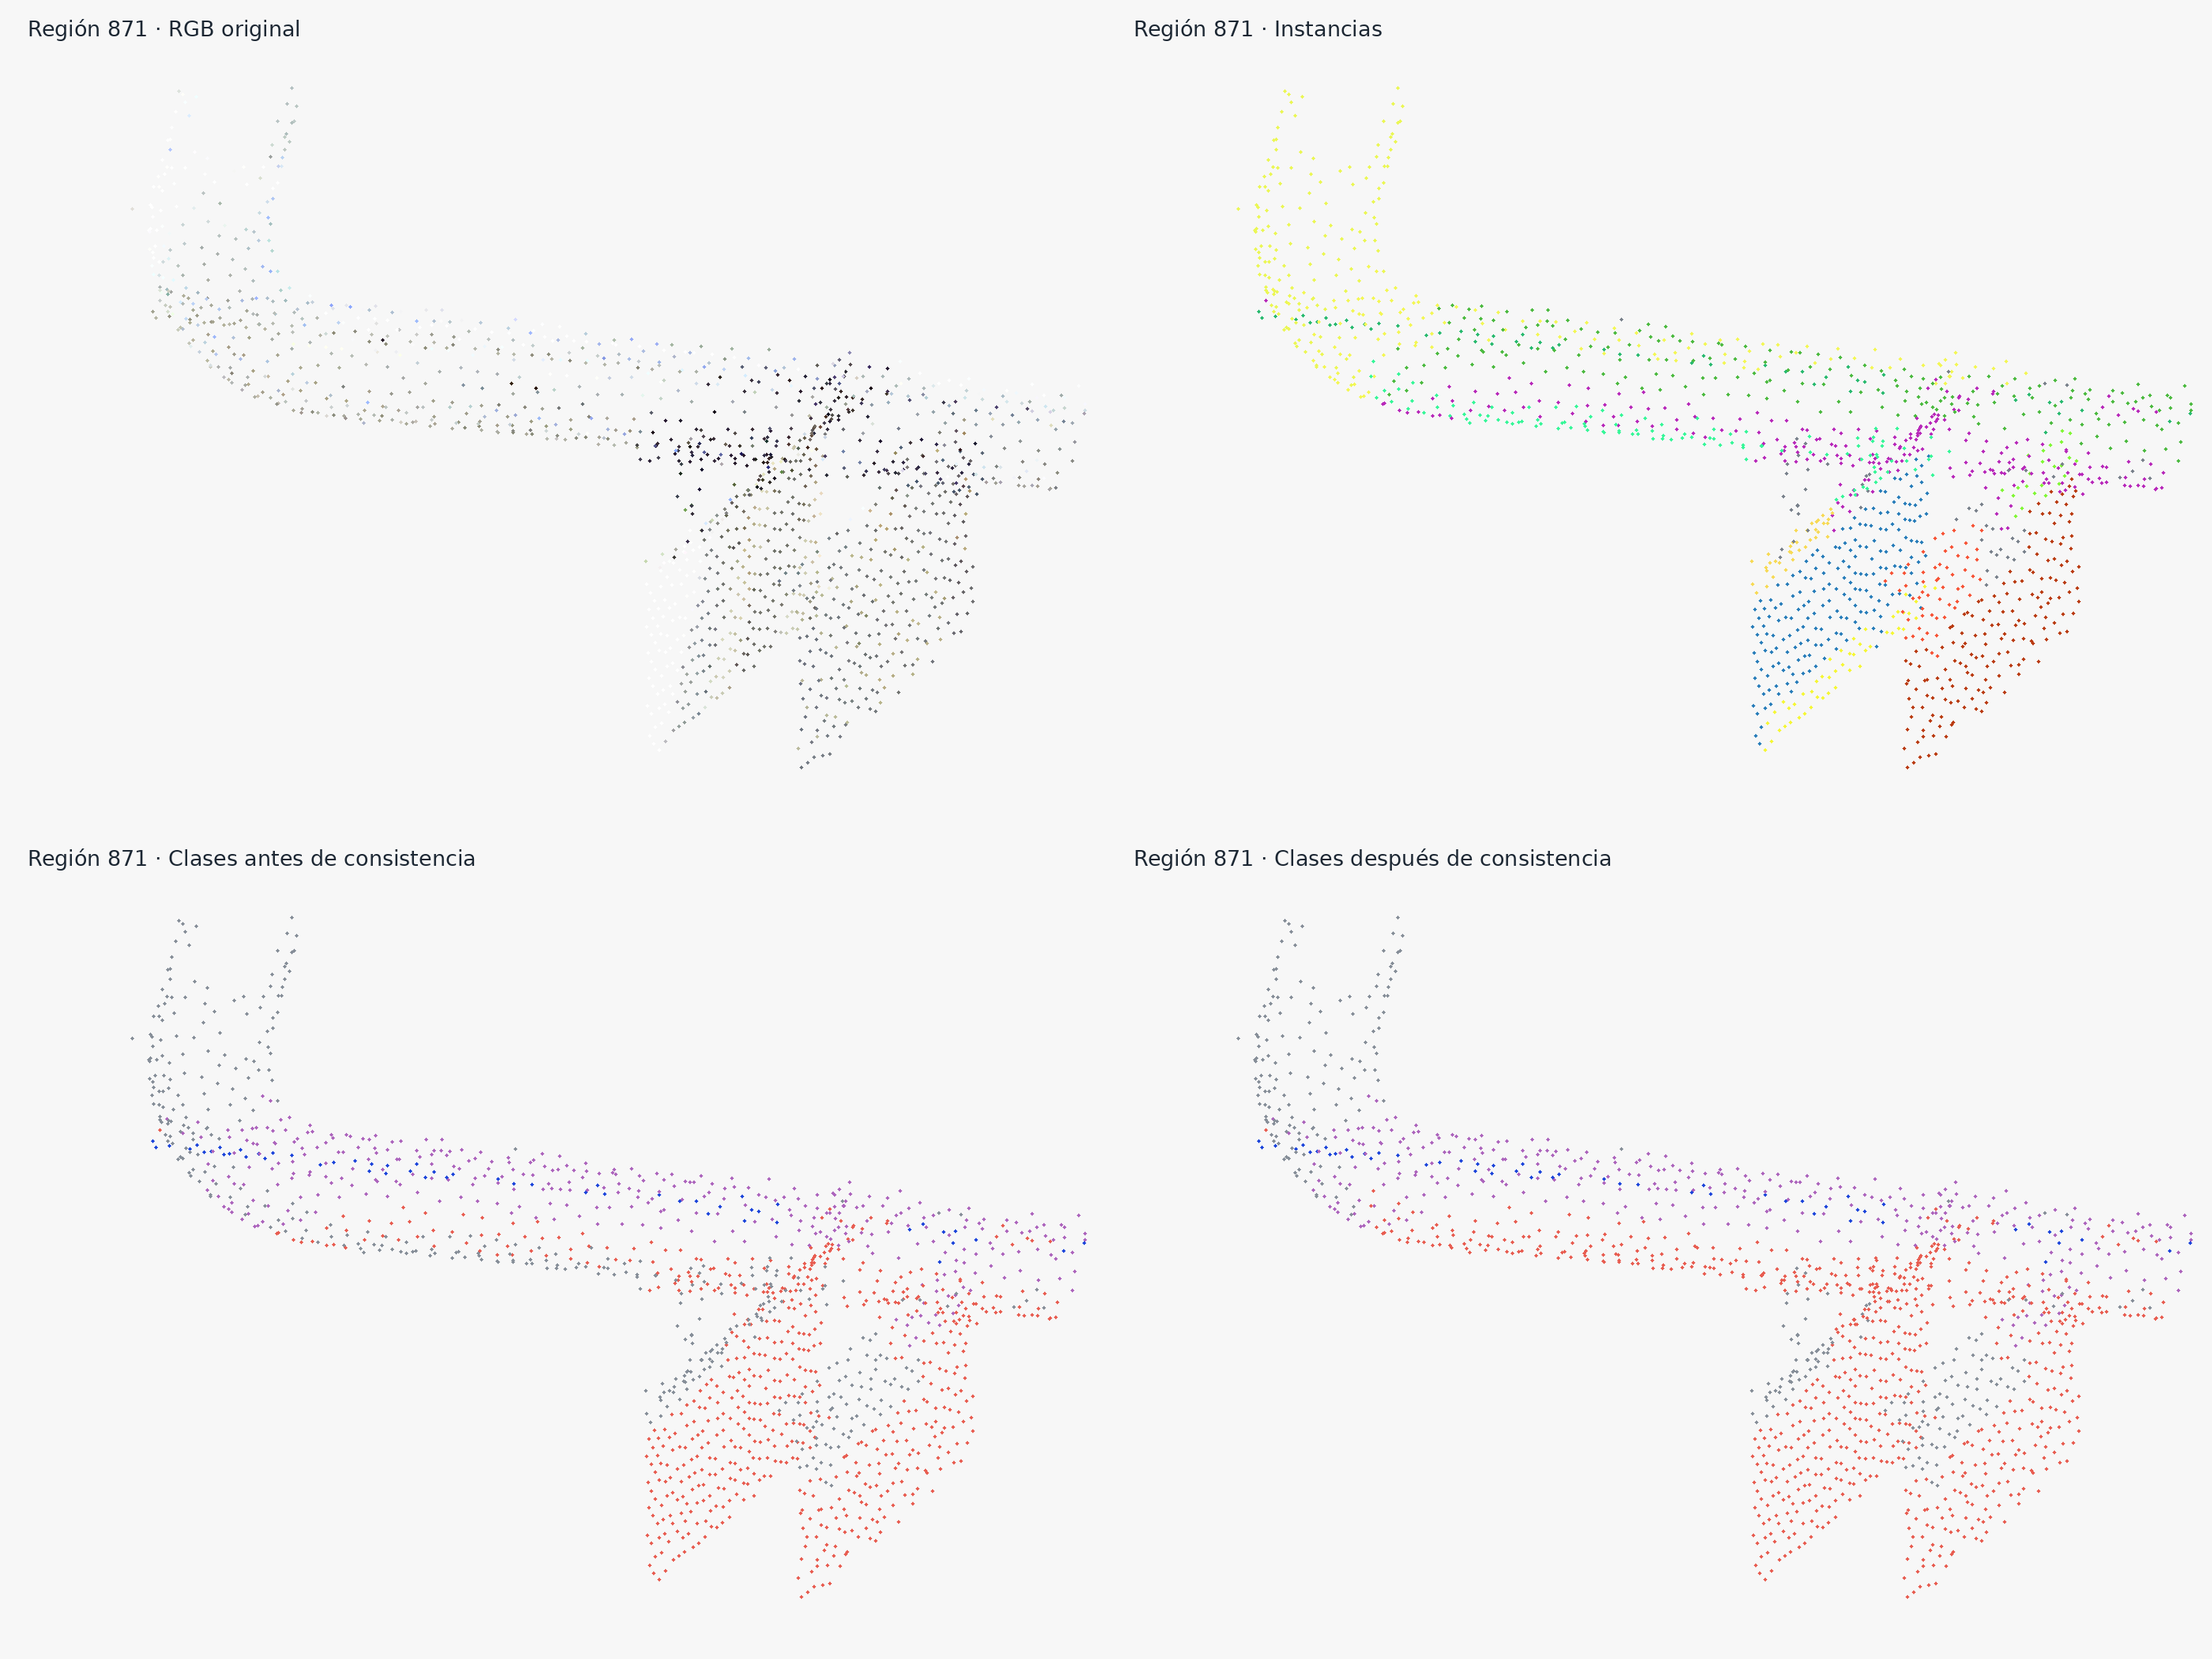 Región 871 · RGB original
Región 871 · Instancias
Región 871 · Clases antes de consistencia
Región 871 · Clases después de consistencia